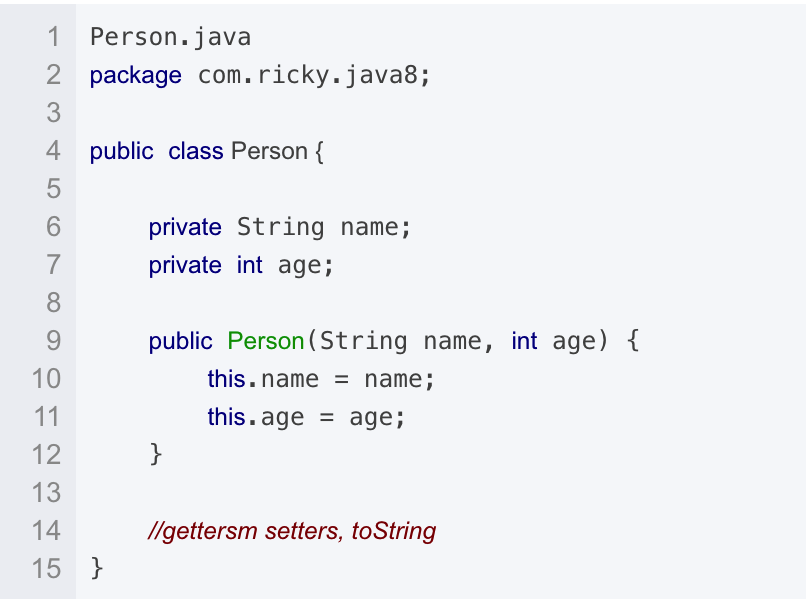 1 Person.java
2 package com.ricky.java8;
3
4 public class Person {
5
6 private String name;
7 private int age;
8
9 public Person(String name, int age) {
10 this.name = name;
11 this.age = age;
12 }
13
14 //gettersm setters, toString
15 }